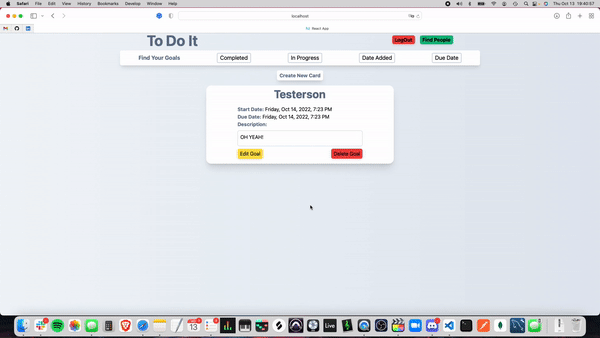 Safari File Edit View History Bookmarks Develop Window Help
Thu Oct 13 19:40:57
localhost
React App
To Do It
LogOut Find People
Find Your Goals Completed In Progress Date Added Due Date
Create New Card
Testerson
Start Date: Friday, Oct 14, 2022, 7:23 PM
Due Date: Friday, Oct 14, 2022, 7:23 PM
Description:
OH YEAH!
Edit Goal Delete Goal